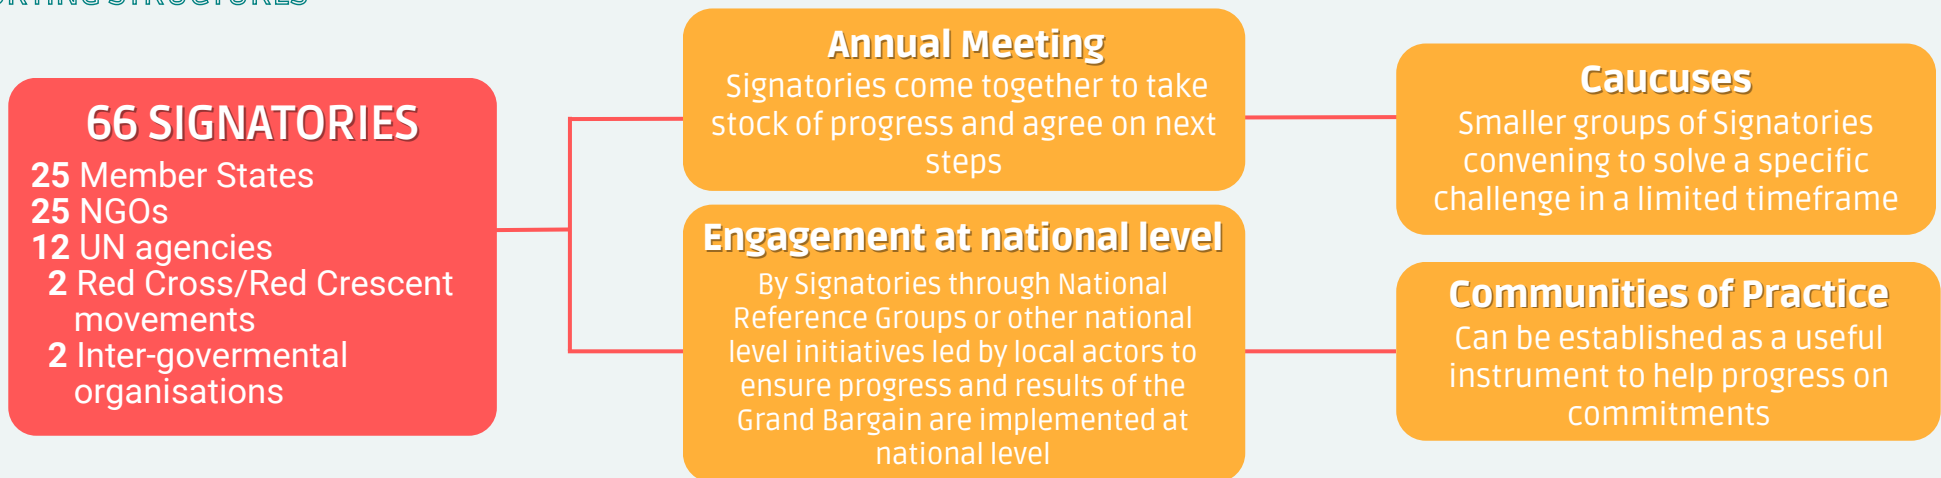 STRUCTURES
66 SIGNATORIES
25 Member States
25 NGOs
12 UN agencies
2 Red Cross/Red Crescent
movements
2 Inter-govermental
organisations
Annual Meeting
Signatories come together to take
stock of progress and agree on next
steps
Engagement at national level
By Signatories through National
Reference Groups or other national
level initiatives led by local actors to
ensure progress and results of the
Grand Bargain are implemented at
national level
Caucuses
Smaller groups of Signatories
convening to solve a specific
challenge in a limited timeframe
Communities of Practice
Can be established as a useful
instrument to help progress on
commitments